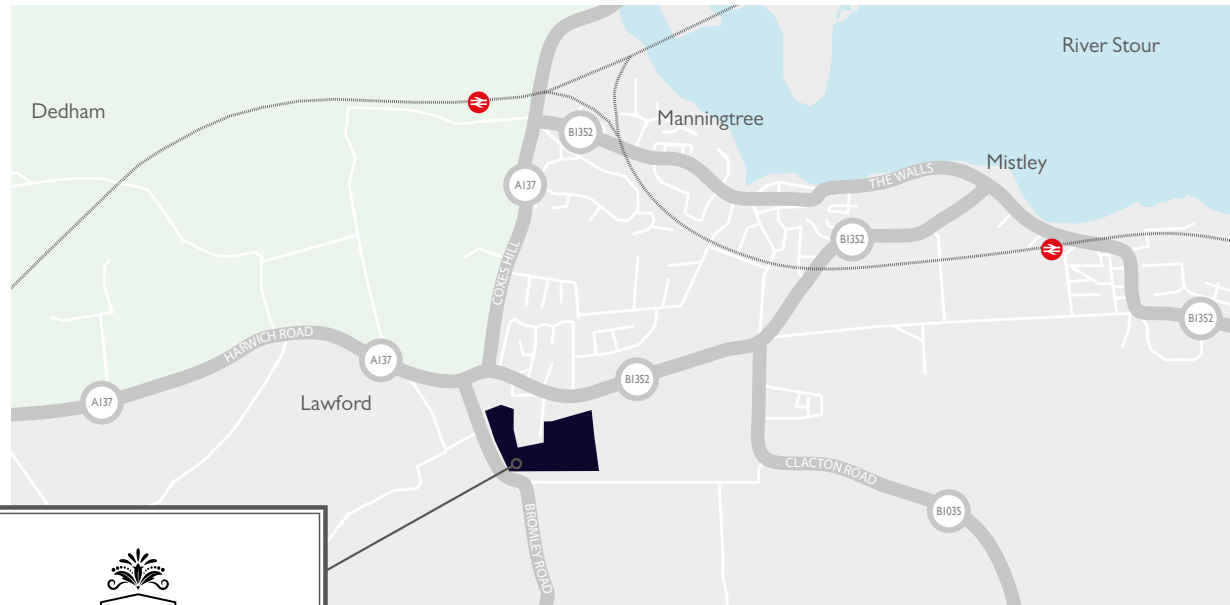 River Stour
Dedham
Manningtree
B1352
Mistley
THE WALLS
A137
B1352
COXES HILL
B1352
HARWICH ROAD
A137
B1352
A137
Lawford
CLACTON ROAD
B1035
BROMLEY ROAD